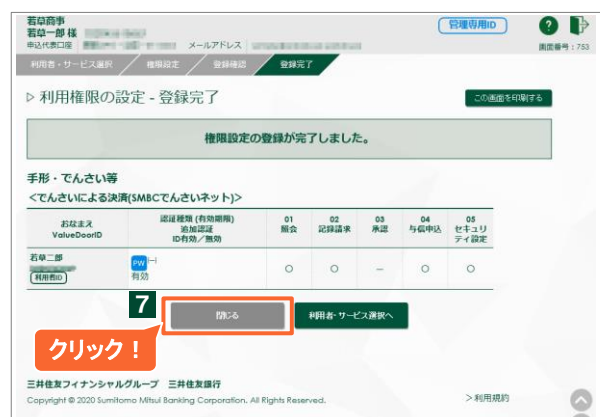 若草商事
若草一郎 様
管理専用ID
申込代表口座
メールアドレス
画面番号:753
利用者・サービス選択
権限設定
登録確認
登録完了
▷ 利用権限の設定 - 登録完了
この画面を印刷する
権限設定の登録が完了しました。
手形・でんさい等
<でんさいによる決済(SMBCでんさいネット)>
おなまえ
ValueDoorID
認証種類 (有効期限)
追加認証
ID有効/無効
01
照会
02
記録請求
03
承認
04
与信申込
05
セキュリ
ティ設定
若草二郎
利用者ID
PW (-)
有効
○ ○ － ○ ○
7
閉じる
利用者・サービス選択へ
クリック!
三井住友フィナンシャルグループ 三井住友銀行
Copyright © 2020 Sumitomo Mitsui Banking Corporation. All Rights Reserved.
>利用規約